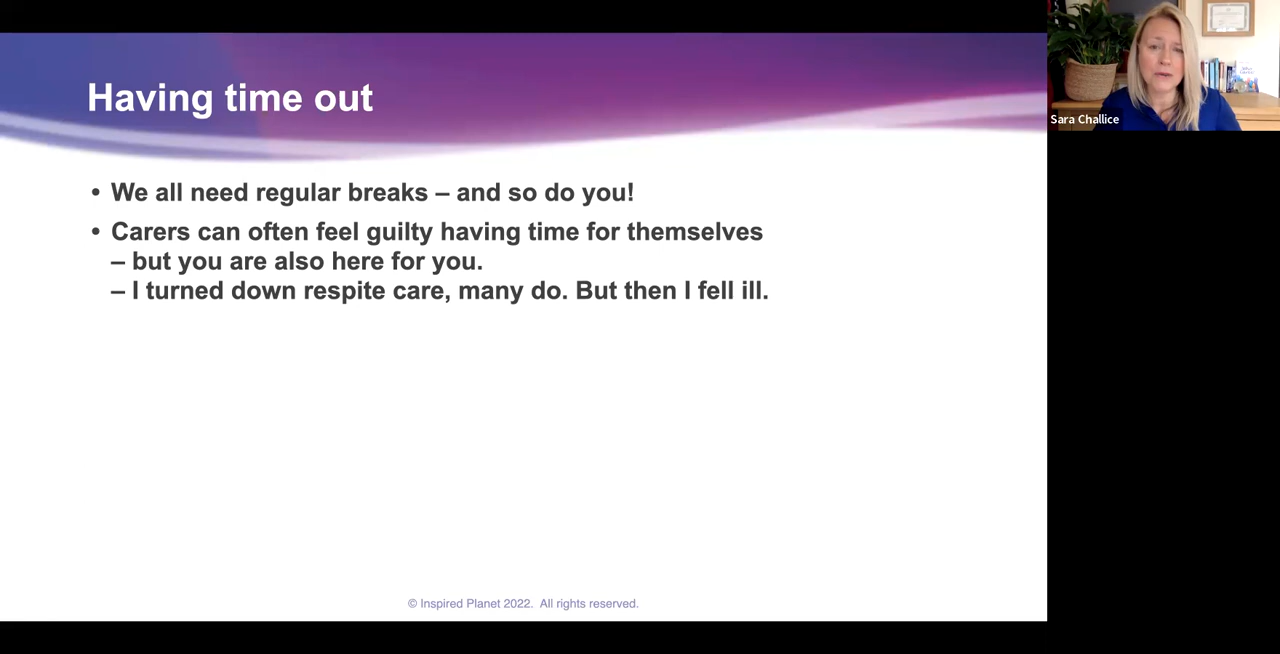 Having time out
• We all need regular breaks – and so do you!
• Carers can often feel guilty having time for themselves
– but you are also here for you.
– I turned down respite care, many do. But then I fell ill.
© Inspired Planet 2022. All rights reserved.
Sara Challice